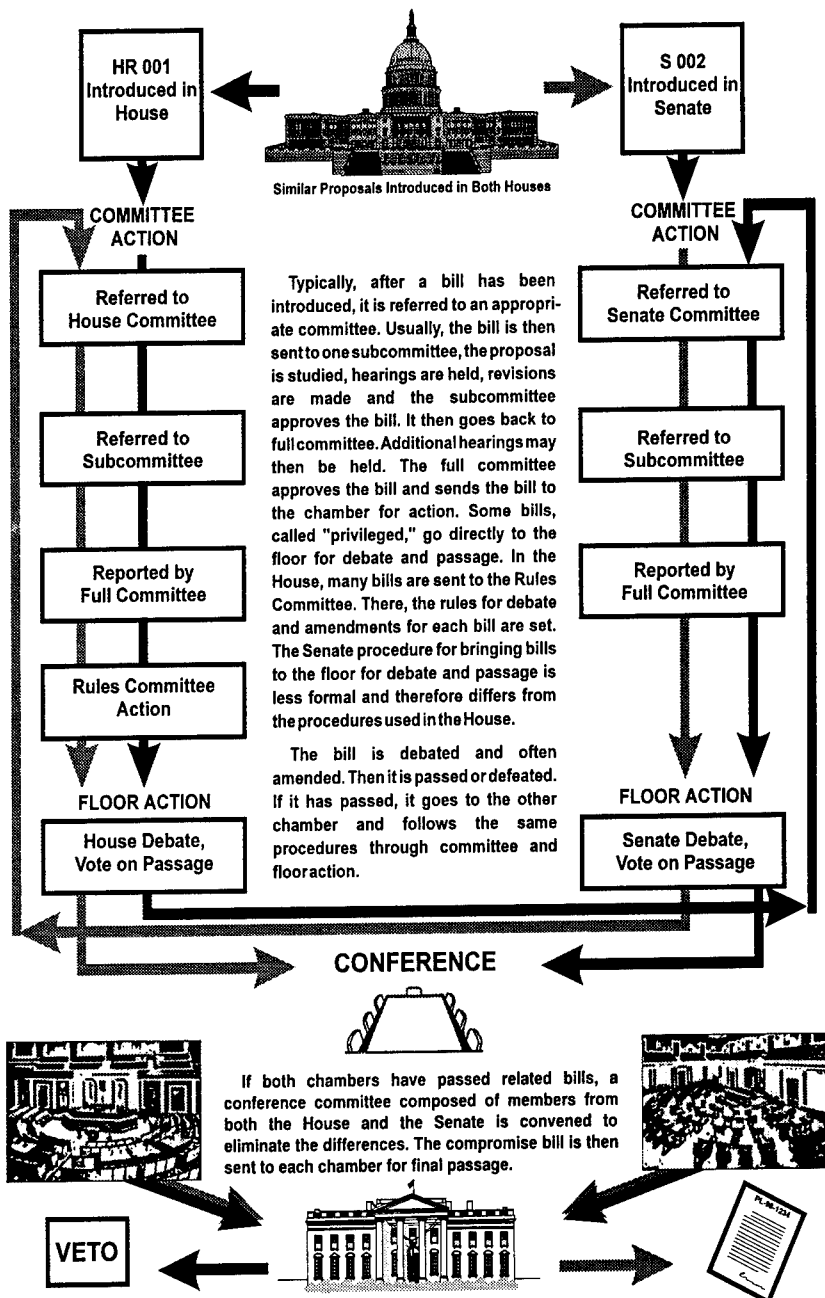 HR 001
Introduced in
House
S 002
Introduced in
Senate
Similar Proposals Introduced in Both Houses
COMMITTEE
ACTION
COMMITTEE
ACTION
Referred to
House Committee
Referred to
Subcommittee
Reported by
Full Committee
Rules Committee
Action
FLOOR ACTION
House Debate,
Vote on Passage
Typically, after a bill has been
introduced, it is referred to an appropri-
ate committee. Usually, the bill is then
sent to one subcommittee, the proposal
is studied, hearings are held, revisions
are made and the subcommittee
approves the bill. It then goes back to
full committee. Additional hearings may
then be held. The full committee
approves the bill and sends the bill to
the chamber for action. Some bills,
called "privileged," go directly to the
floor for debate and passage. In the
House, many bills are sent to the Rules
Committee. There, the rules for debate
and amendments for each bill are set.
The Senate procedure for bringing bills
to the floor for debate and passage is
less formal and therefore differs from
the procedures used in the House.
The bill is debated and often
amended. Then it is passed or defeated.
If it has passed, it goes to the other
chamber and follows the same
procedures through committee and
floor action.
Referred to
Senate Committee
Referred to
Subcommittee
Reported by
Full Committee
FLOOR ACTION
Senate Debate,
Vote on Passage
CONFERENCE
If both chambers have passed related bills, a
conference committee composed of members from
both the House and the Senate is convened to
eliminate the differences. The compromise bill is then
sent to each chamber for final passage.
VETO
PL-98-1234